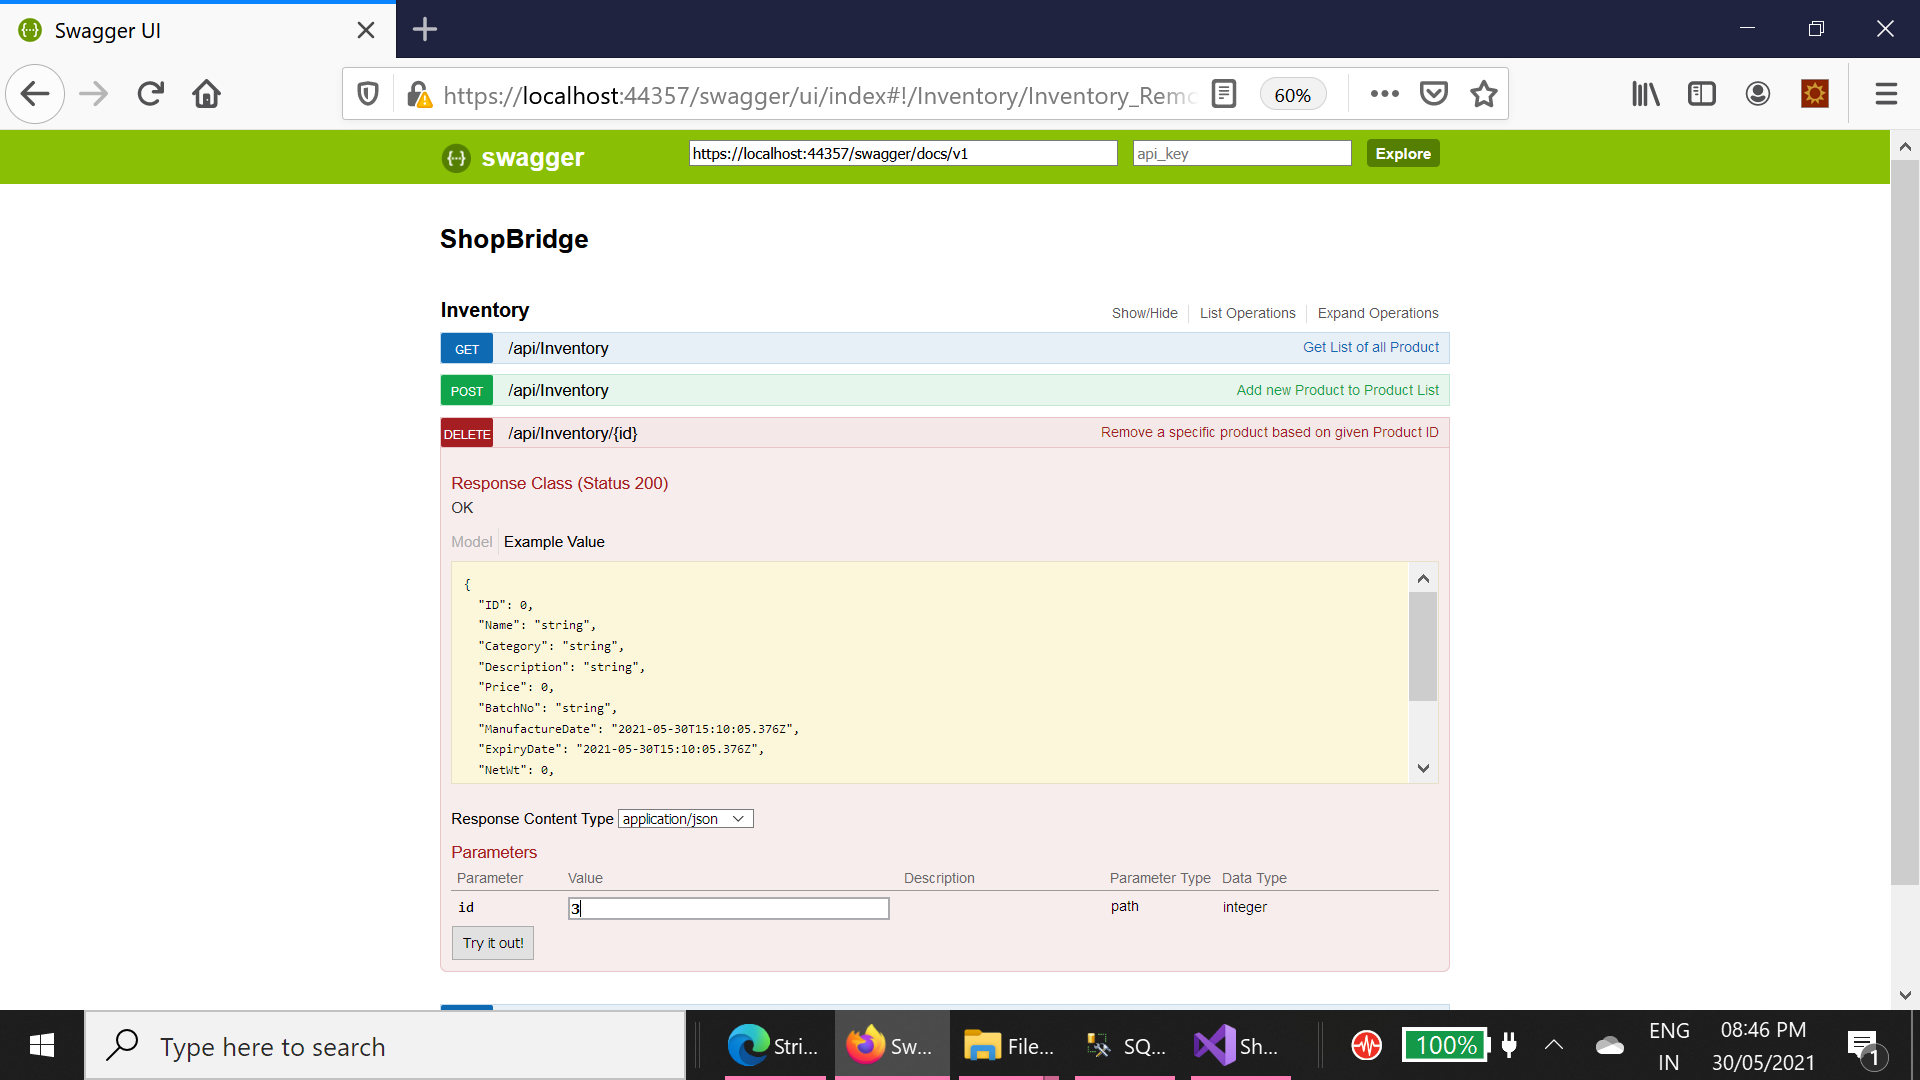 Swagger UI
https://localhost:44357/swagger/ui/index#!/Inventory/Inventory_Remo
60%
swagger
https://localhost:44357/swagger/docs/v1
api_key
Explore
ShopBridge
Inventory
Show/Hide
List Operations
Expand Operations
GET
/api/Inventory
Get List of all Product
POST
/api/Inventory
Add new Product to Product List
DELETE
/api/Inventory/{id}
Remove a specific product based on given Product ID
Response Class (Status 200)
OK
Model
Example Value
{
"ID": 0,
"Name": "string",
"Category": "string",
"Description": "string",
"Price": 0,
"BatchNo": "string",
"ManufactureDate": "2021-05-30T15:10:05.376Z",
"ExpiryDate": "2021-05-30T15:10:05.376Z",
"NetWt": 0,
Response Content Type application/json
Parameters
Parameter
Value
Description
Parameter Type
Data Type
id
3
path
integer
Try it out!
Type here to search
Stri...
Sw...
File...
SQ...
Sh...
100%
ENG
IN
08:46 PM
30/05/2021
1